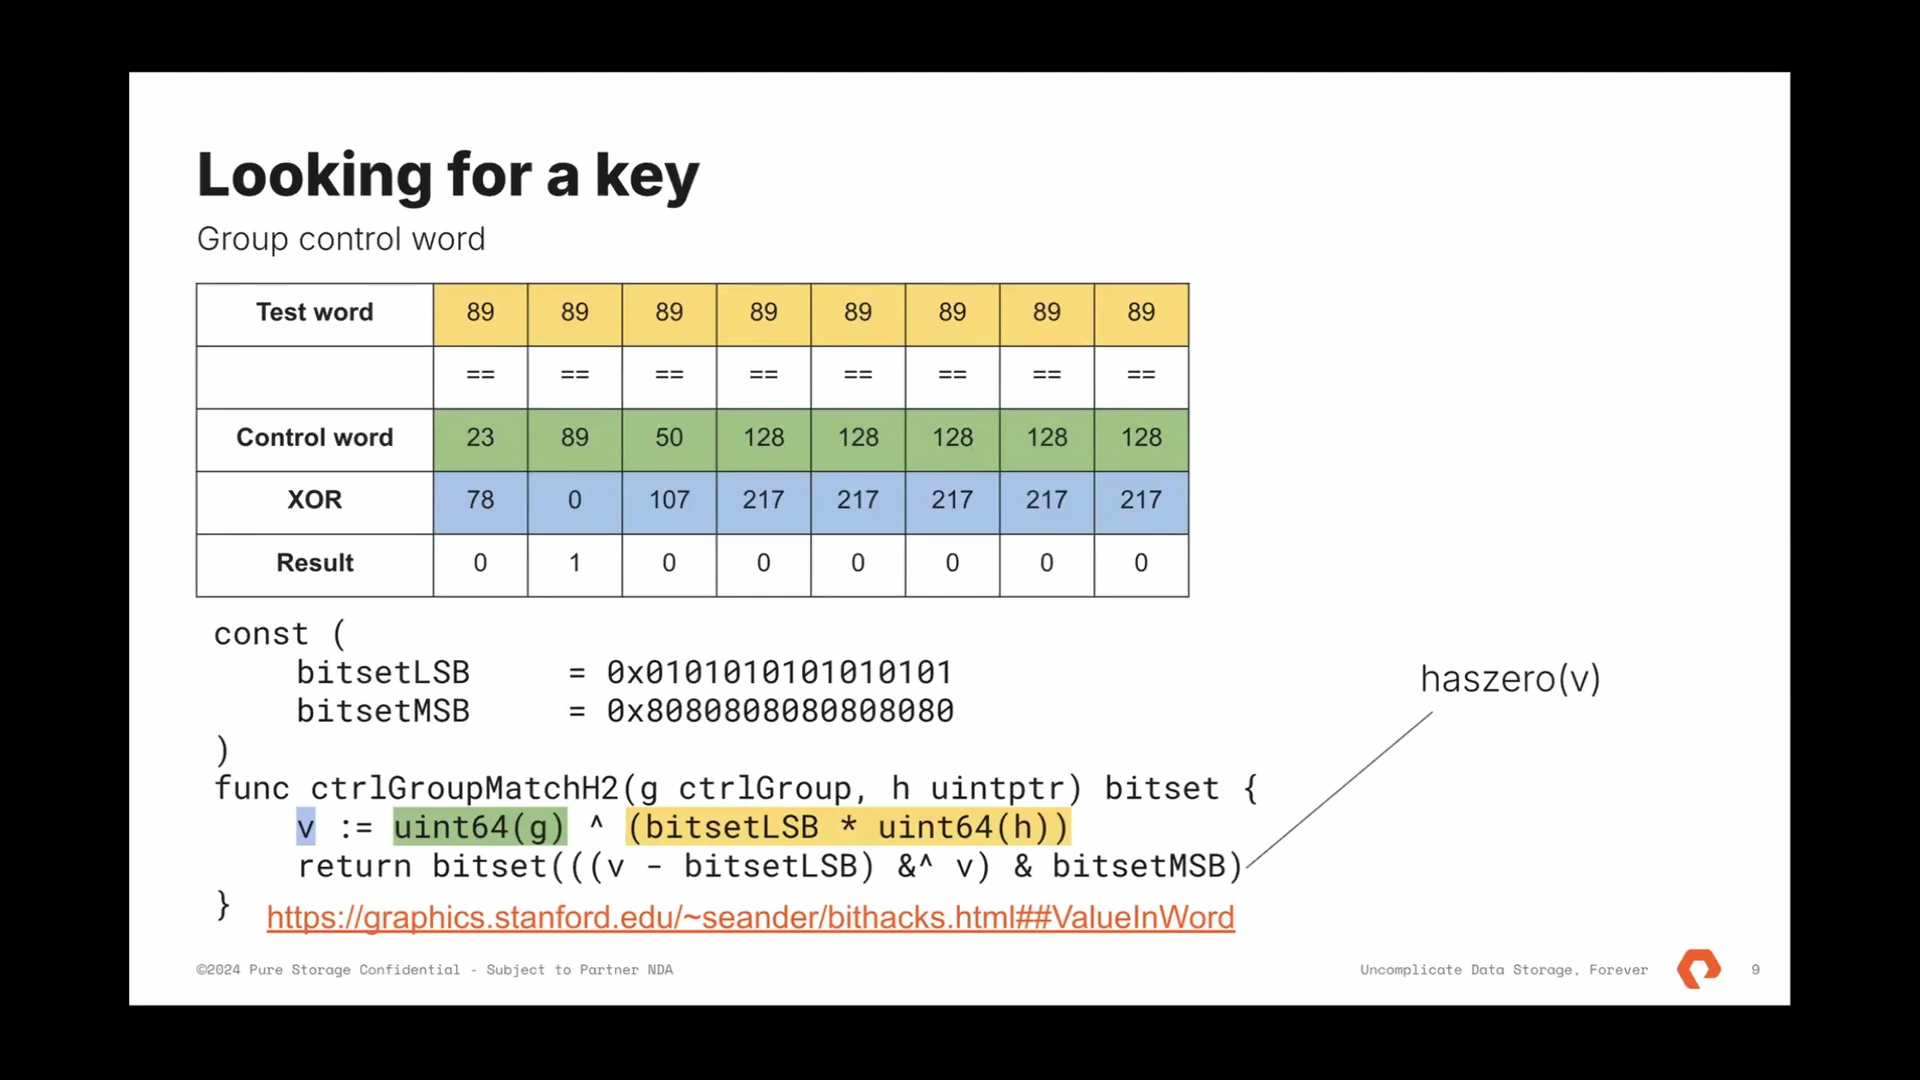 Looking for a key
Group control word
Test word 89 89 89 89 89 89 89 89
== == == == == == == ==
Control word 23 89 50 128 128 128 128 128
XOR 78 0 107 217 217 217 217 217
Result 0 1 0 0 0 0 0 0
const (
bitsetLSB = 0x0101010101010101
bitsetMSB = 0x8080808080808080
)
haszero(v)
func ctrlGroupMatchH2(g ctrlGroup, h uintptr) bitset {
v := uint64(g) ^ (bitsetLSB * uint64(h))
return bitset(((v - bitsetLSB) &^ v) & bitsetMSB)
}
https://graphics.stanford.edu/~seander/bithacks.html##ValueInWord
©2024 Pure Storage Confidential - Subject to Partner NDA
Uncomplicate Data Storage, Forever
9